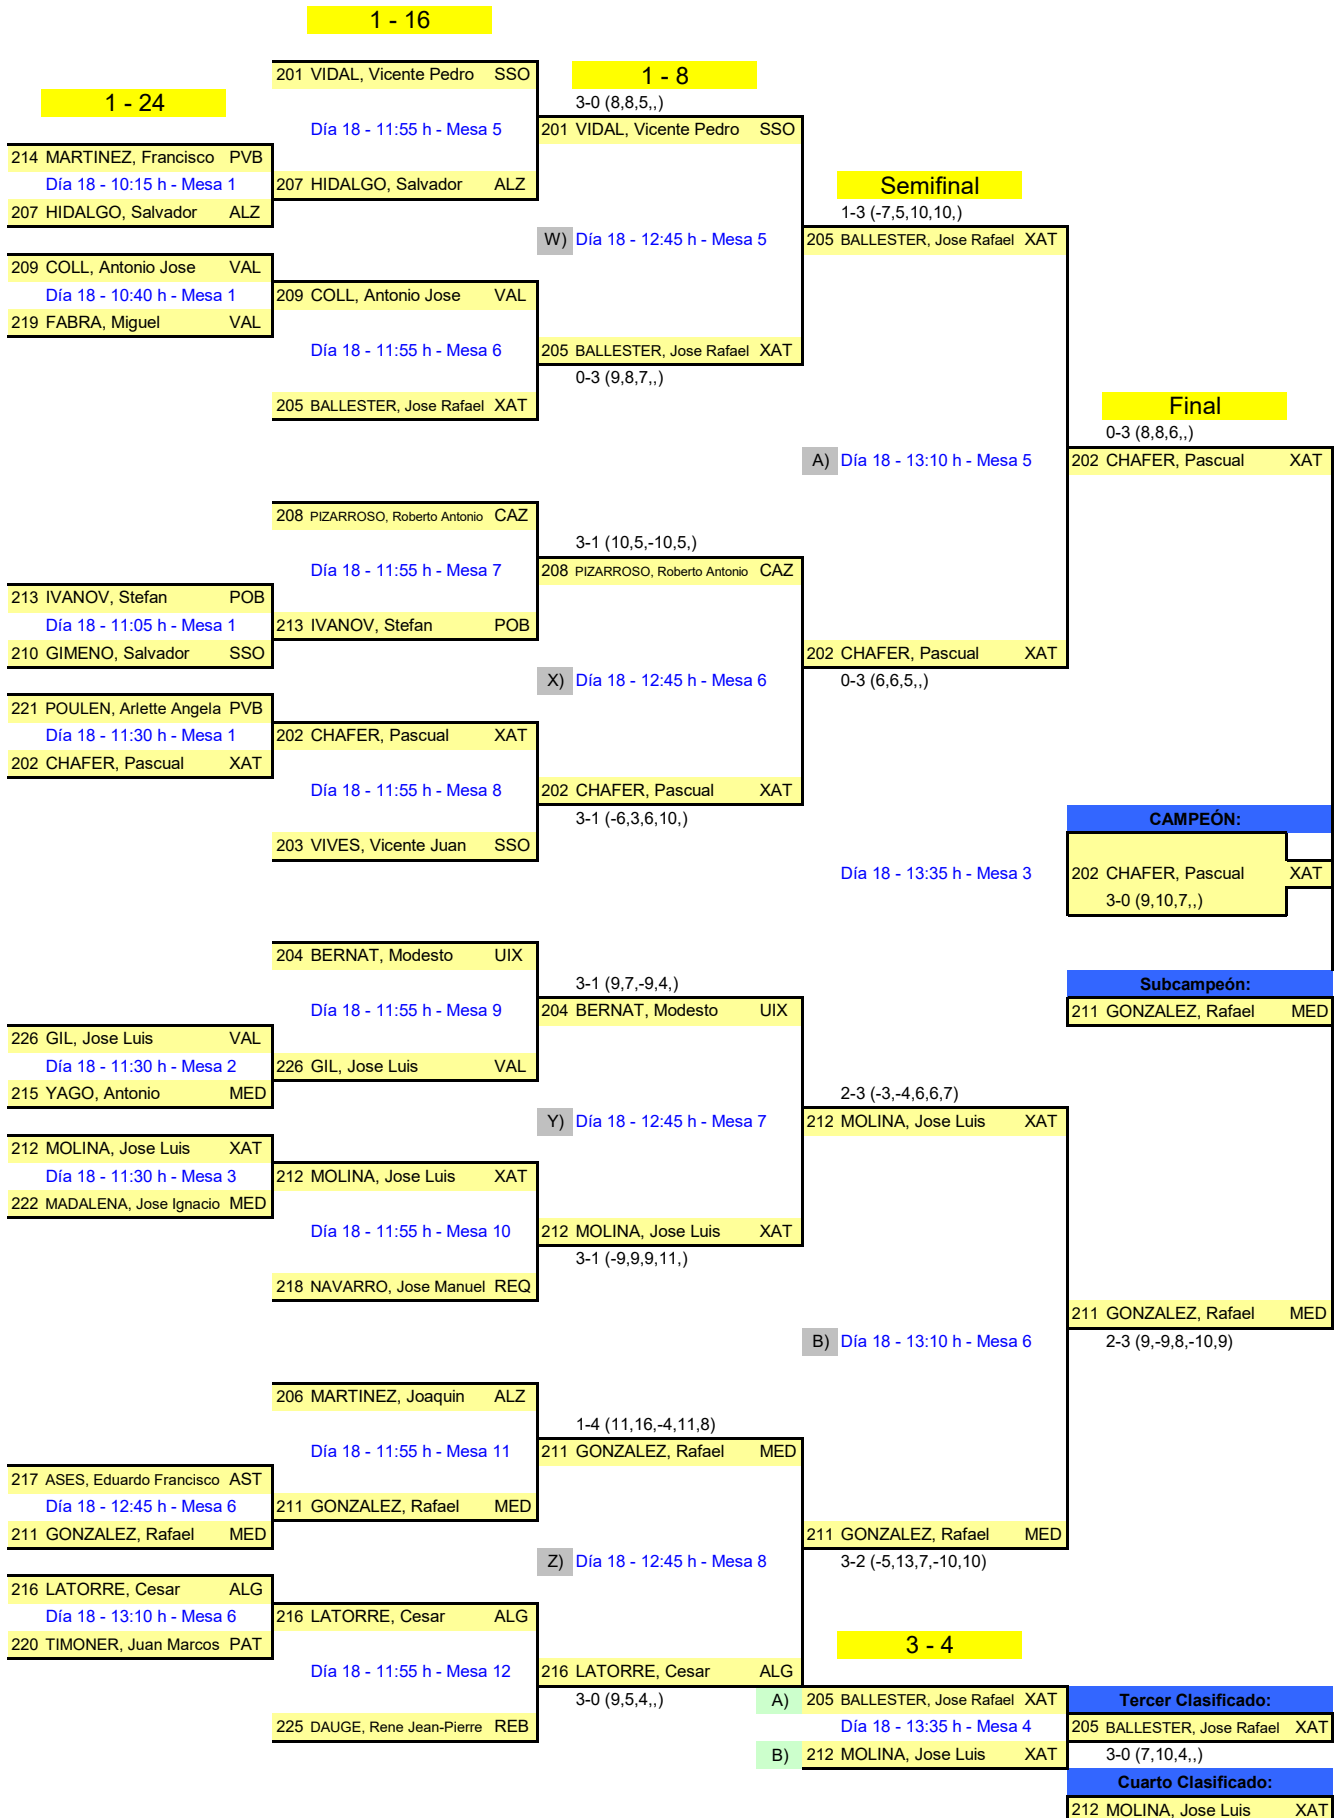 1 - 16
201 VIDAL, Vicente Pedro SSO
1 - 8
1 - 24
3-0 (8,8,5,,)
Día 18 - 11:55 h - Mesa 5
201 VIDAL, Vicente Pedro SSO
214 MARTINEZ, Francisco PVB
Día 18 - 10:15 h - Mesa 1
207 HIDALGO, Salvador ALZ
Semifinal
207 HIDALGO, Salvador ALZ
1-3 (-7,5,10,10,)
W) Día 18 - 12:45 h - Mesa 5
205 BALLESTER, Jose Rafael XAT
209 COLL, Antonio Jose VAL
Día 18 - 10:40 h - Mesa 1
209 COLL, Antonio Jose VAL
219 FABRA, Miguel VAL
Día 18 - 11:55 h - Mesa 6
205 BALLESTER, Jose Rafael XAT
0-3 (9,8,7,,)
205 BALLESTER, Jose Rafael XAT
Final
0-3 (8,8,6,,)
A) Día 18 - 13:10 h - Mesa 5
202 CHAFER, Pascual XAT
208 PIZARROSO, Roberto Antonio CAZ
3-1 (10,5,-10,5,)
Día 18 - 11:55 h - Mesa 7
208 PIZARROSO, Roberto Antonio CAZ
213 IVANOV, Stefan POB
Día 18 - 11:05 h - Mesa 1
213 IVANOV, Stefan POB
210 GIMENO, Salvador SSO
202 CHAFER, Pascual XAT
X) Día 18 - 12:45 h - Mesa 6
0-3 (6,6,5,,)
221 POULEN, Arlette Angela PVB
Día 18 - 11:30 h - Mesa 1
202 CHAFER, Pascual XAT
202 CHAFER, Pascual XAT
Día 18 - 11:55 h - Mesa 8
202 CHAFER, Pascual XAT
3-1 (-6,3,6,10,)
CAMPEÓN:
203 VIVES, Vicente Juan SSO
Día 18 - 13:35 h - Mesa 3
202 CHAFER, Pascual XAT
3-0 (9,10,7,,)
204 BERNAT, Modesto UIX
3-1 (9,7,-9,4,)
Subcampeón:
Día 18 - 11:55 h - Mesa 9
204 BERNAT, Modesto UIX
211 GONZALEZ, Rafael MED
226 GIL, Jose Luis VAL
Día 18 - 11:30 h - Mesa 2
226 GIL, Jose Luis VAL
215 YAGO, Antonio MED
2-3 (-3,-4,6,6,7)
Y) Día 18 - 12:45 h - Mesa 7
212 MOLINA, Jose Luis XAT
212 MOLINA, Jose Luis XAT
Día 18 - 11:30 h - Mesa 3
212 MOLINA, Jose Luis XAT
222 MADALENA, Jose Ignacio MED
Día 18 - 11:55 h - Mesa 10
212 MOLINA, Jose Luis XAT
3-1 (-9,9,9,11,)
218 NAVARRO, Jose Manuel REQ
211 GONZALEZ, Rafael MED
B) Día 18 - 13:10 h - Mesa 6
2-3 (9,-9,8,-10,9)
206 MARTINEZ, Joaquin ALZ
1-4 (11,16,-4,11,8)
Día 18 - 11:55 h - Mesa 11
211 GONZALEZ, Rafael MED
217 ASES, Eduardo Francisco AST
Día 18 - 12:45 h - Mesa 6
211 GONZALEZ, Rafael MED
211 GONZALEZ, Rafael MED
211 GONZALEZ, Rafael MED
Z) Día 18 - 12:45 h - Mesa 8
3-2 (-5,13,7,-10,10)
216 LATORRE, Cesar ALG
Día 18 - 13:10 h - Mesa 6
216 LATORRE, Cesar ALG
220 TIMONER, Juan Marcos PAT
3 - 4
Día 18 - 11:55 h - Mesa 12
216 LATORRE, Cesar ALG
3-0 (9,5,4,,)
A) 205 BALLESTER, Jose Rafael XAT
Tercer Clasificado:
225 DAUGE, Rene Jean-Pierre REB
Día 18 - 13:35 h - Mesa 4
205 BALLESTER, Jose Rafael XAT
B) 212 MOLINA, Jose Luis XAT
3-0 (7,10,4,,)
Cuarto Clasificado:
212 MOLINA, Jose Luis XAT